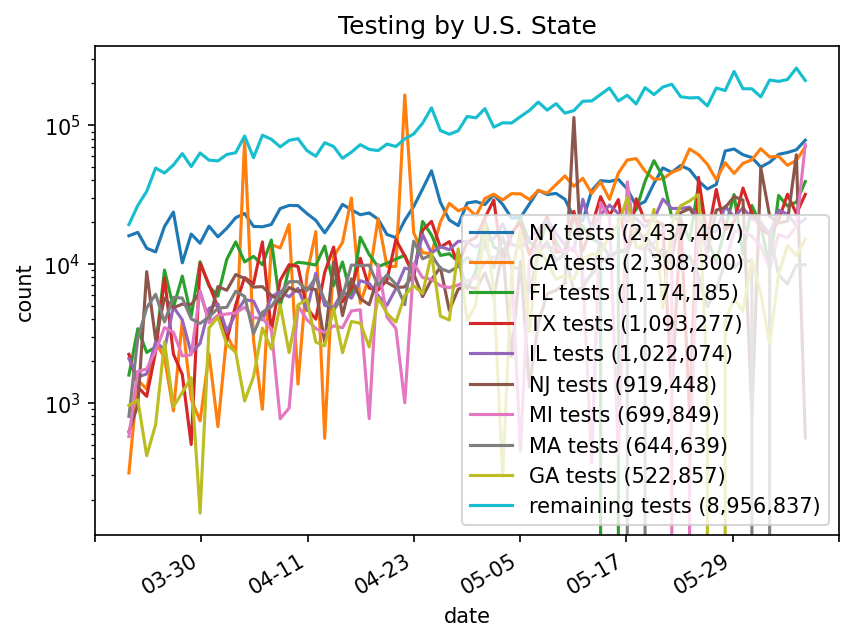 Testing by U.S. State
count
10^5
10^4
10^3
NY tests (2,437,407)
CA tests (2,308,300)
FL tests (1,174,185)
TX tests (1,093,277)
IL tests (1,022,074)
NJ tests (919,448)
MI tests (699,849)
MA tests (644,639)
GA tests (522,857)
remaining tests (8,956,837)
03-30 04-11 04-23 05-05 05-17 05-29
date